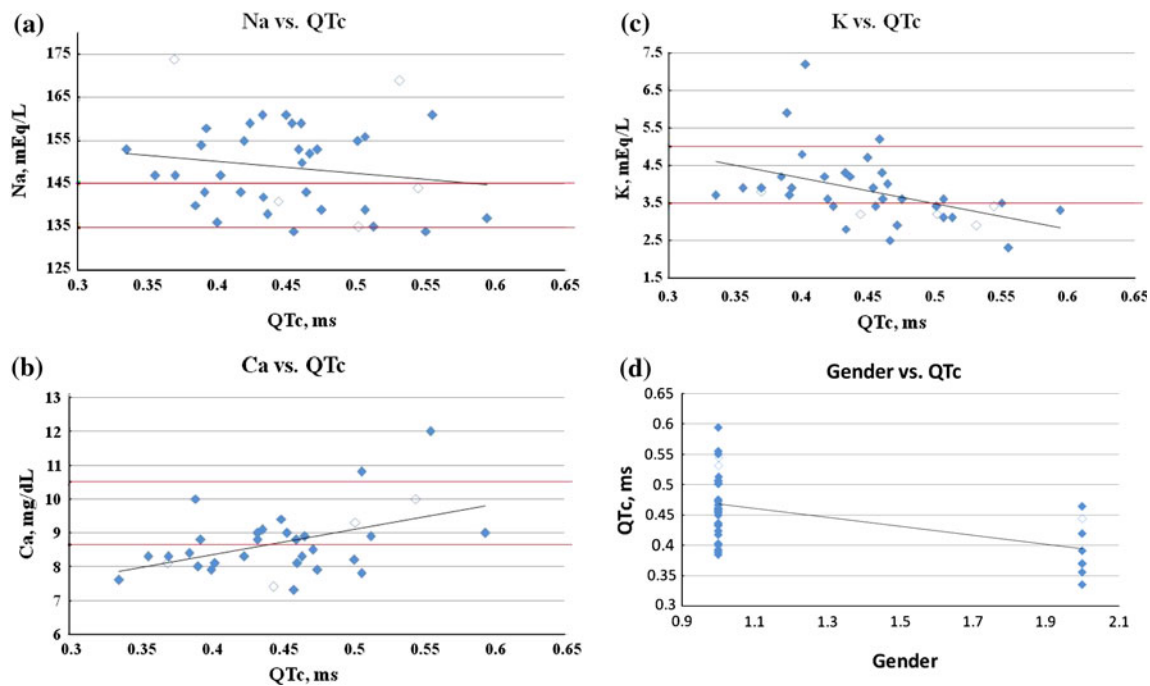 (a)
Na vs. QTc
Na, mEq/L
175
165
155
145
135
125
0.3 0.35 0.4 0.45 0.5 0.55 0.6 0.65
QTc, ms
(c)
K vs. QTc
K, mEq/L
7.5
6.5
5.5
4.5
3.5
2.5
1.5
0.3 0.35 0.4 0.45 0.5 0.55 0.6 0.65
QTc, ms
(b)
Ca vs. QTc
Ca, mg/dL
13
12
11
10
9
8
7
6
0.3 0.35 0.4 0.45 0.5 0.55 0.6 0.65
QTc, ms
(d)
Gender vs. QTc
QTc, ms
0.65
0.6
0.55
0.5
0.45
0.4
0.35
0.3
0.9 1.1 1.3 1.5 1.7 1.9 2.1
Gender